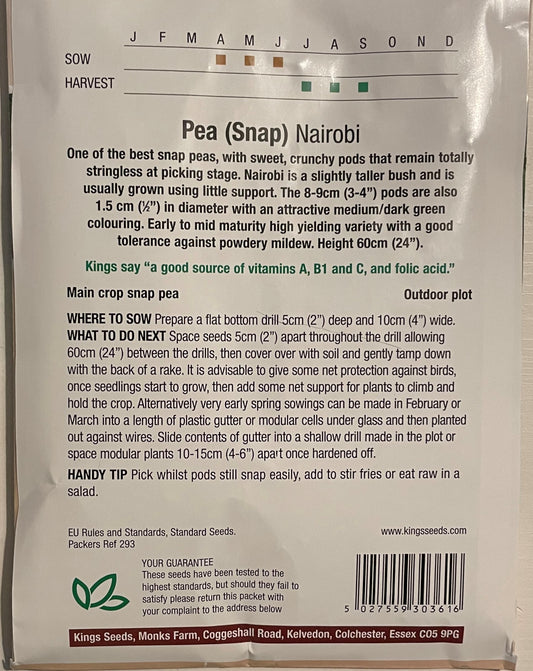 J F M A M J J A S O N D
SOW
HARVEST
Pea (Snap) Nairobi
One of the best snap peas, with sweet, crunchy pods that remain totally
stringless at picking stage. Nairobi is a slightly taller bush and is
usually grown using little support. The 8-9cm (3-4”) pods are also
1.5 cm (½”) in diameter with an attractive medium/dark green
colouring. Early to mid maturity high yielding variety with a good
tolerance against powdery mildew. Height 60cm (24”).
Kings say “a good source of vitamins A, B1 and C, and folic acid.”
Main crop snap pea Outdoor plot
WHERE TO SOW Prepare a flat bottom drill 5cm (2”) deep and 10cm (4”) wide.
WHAT TO DO NEXT Space seeds 5cm (2”) apart throughout the drill allowing
60cm (24”) between the drills, then cover over with soil and gently tamp down
with the back of a rake. It is advisable to give some net protection against birds,
once seedlings start to grow, then add some net support for plants to climb and
hold the crop. Alternatively very early spring sowings can be made in February or
March into a length of plastic gutter or modular cells under glass and then planted
out against wires. Slide contents of gutter into a shallow drill made in the plot or
space modular plants 10-15cm (4-6”) apart once hardened off.
HANDY TIP Pick whilst pods still snap easily, add to stir fries or eat raw in a
salad.
EU Rules and Standards, Standard Seeds. www.kingsseeds.com
Packers Ref 293
YOUR GUARANTEE
These seeds have been tested to the
highest standards, but should they fail to
satisfy please return this packet with
your complaint to the address below
5 027559 303616
Kings Seeds, Monks Farm, Coggeshall Road, Kelvedon, Colchester, Essex CO5 9PG